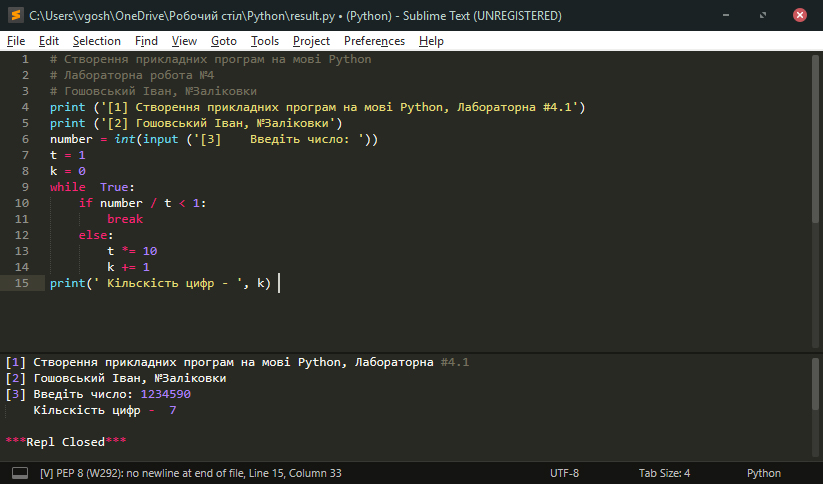 C:\Users\vgosh\OneDrive\Робочий стіл\Python\result.py • (Python) - Sublime Text (UNREGISTERED)
File Edit Selection Find View Goto Tools Project Preferences Help
1 # Створення прикладних програм на мові Python
2 # Лабораторна робота №4
3 # Гошовський Іван, №Заліковки
4 print ('[1] Створення прикладних програм на мові Python, Лабораторна #4.1')
5 print ('[2] Гошовський Іван, №Заліковки')
6 number = int(input ('[3]    Введіть число: '))
7 t = 1
8 k = 0
9 while  True:
10     if number / t < 1:
11         break
12     else:
13         t *= 10
14         k += 1
15 print(' Кільскість цифр - ', k)
[1] Створення прикладних програм на мові Python, Лабораторна #4.1
[2] Гошовський Іван, №Заліковки
[3] Введіть число: 1234590
    Кільскість цифр -  7
***Repl Closed***
[V] PEP 8 (W292): no newline at end of file, Line 15, Column 33 UTF-8 Tab Size: 4 Python